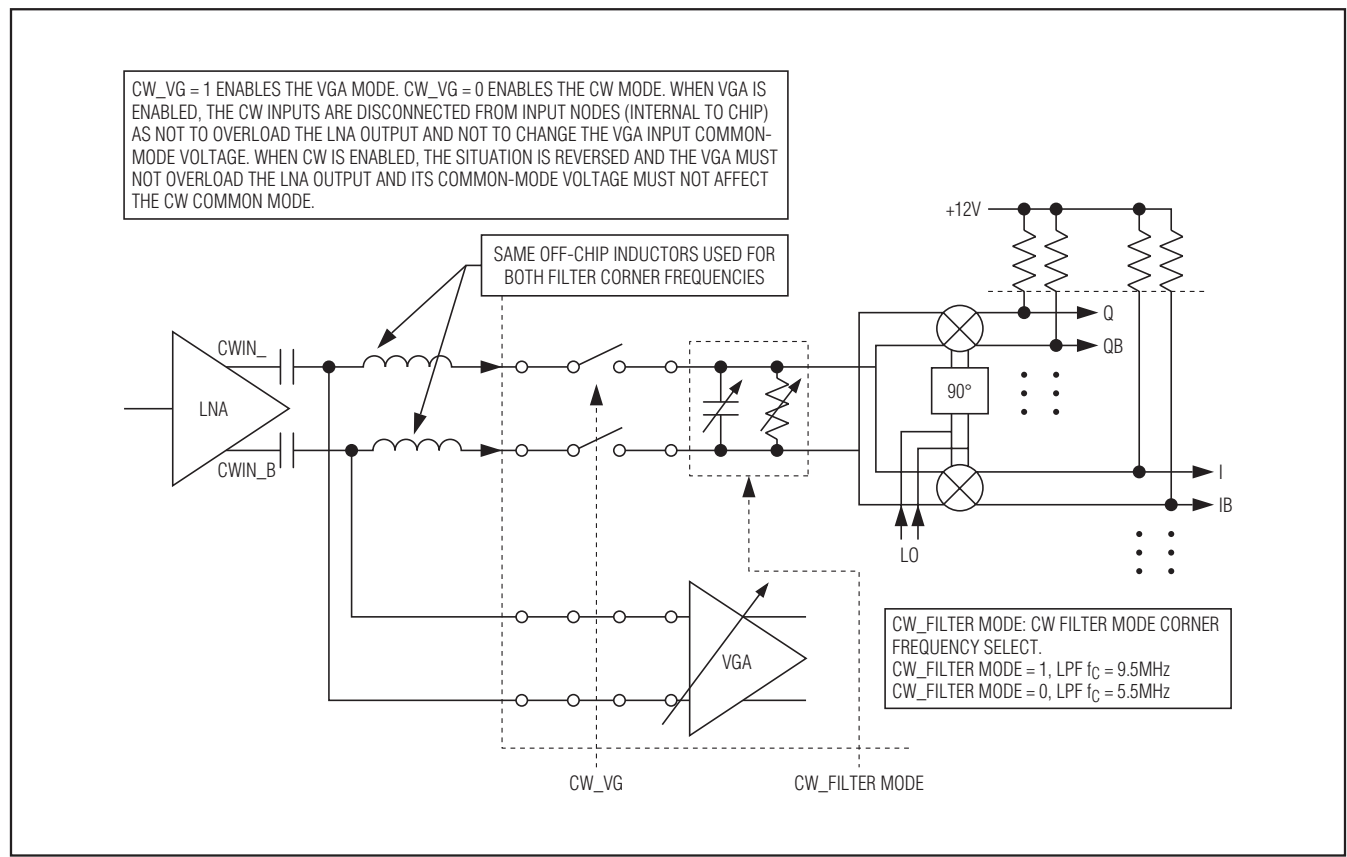 CW_VG = 1 ENABLES THE VGA MODE. CW_VG = 0 ENABLES THE CW MODE. WHEN VGA IS
ENABLED, THE CW INPUTS ARE DISCONNECTED FROM INPUT NODES (INTERNAL TO CHIP)
AS NOT TO OVERLOAD THE LNA OUTPUT AND NOT TO CHANGE THE VGA INPUT COMMON-
MODE VOLTAGE. WHEN CW IS ENABLED, THE SITUATION IS REVERSED AND THE VGA MUST
NOT OVERLOAD THE LNA OUTPUT AND ITS COMMON-MODE VOLTAGE MUST NOT AFFECT
THE CW COMMON MODE.
+12V
SAME OFF-CHIP INDUCTORS USED FOR
BOTH FILTER CORNER FREQUENCIES
Q
QB
CWIN_
LNA
CWIN_B
90°
I
IB
LO
VGA
CW_FILTER MODE: CW FILTER MODE CORNER
FREQUENCY SELECT.
CW_FILTER MODE = 1, LPF fC = 9.5MHz
CW_FILTER MODE = 0, LPF fC = 5.5MHz
CW_VG
CW_FILTER MODE